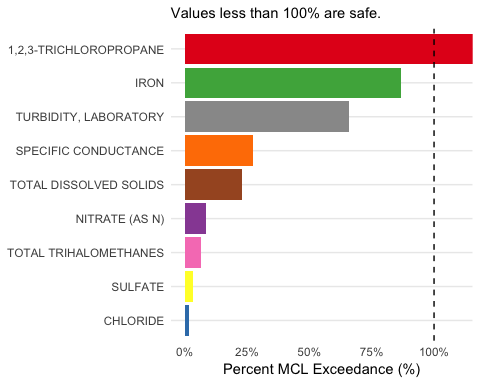 Values less than 100% are safe.
1,2,3-TRICHLOROPROPANE
IRON
TURBIDITY, LABORATORY
SPECIFIC CONDUCTANCE
TOTAL DISSOLVED SOLIDS
NITRATE (AS N)
TOTAL TRIHALOMETHANES
SULFATE
CHLORIDE
0% 25% 50% 75% 100%
Percent MCL Exceedance (%)